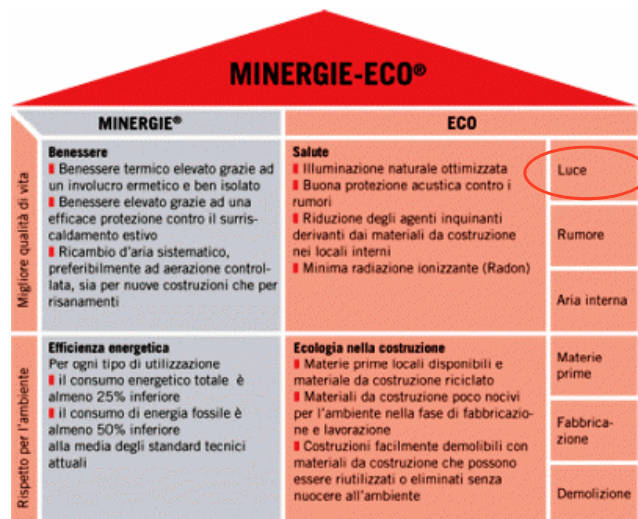 MINERGIE-ECO®
MINERGIE®
ECO
Migliore qualità di vita
Benessere
Benessere termico elevato grazie ad
un involucro ermetico e ben isolato
Benessere elevato grazie ad una
efficace protezione contro il surris-
caldamento estivo
Ricambio d'aria sistematico,
preferibilmente ad aerazione control-
lata, sia per nuove costruzioni che per
risanamenti
Salute
Illuminazione naturale ottimizzata
Buona protezione acustica contro i
rumori
Riduzione degli agenti inquinanti
derivanti dai materiali da costruzione
nei locali interni
Minima radiazione ionizzante (Radon)
Luce
Rumore
Aria interna
Rispetto per l'ambiente
Efficienza energetica
Per ogni tipo di utilizzazione
il consumo energetico totale è
almeno 25% inferiore
il consumo di energia fossile è
almeno 50% inferiore
alla media degli standard tecnici
attuali
Ecologia nella costruzione
Materie prime locali disponibili e
materiale da costruzione riciclato
Materiali da costruzione poco nocivi
per l'ambiente nella fase di fabbricazio-
ne e lavorazione
Costruzioni facilmente demolibili con
materiali da costruzione che possono
essere riutilizzati o eliminati senza
nuocere all'ambiente
Materie
prime
Fabbrica-
zione
Demolizione